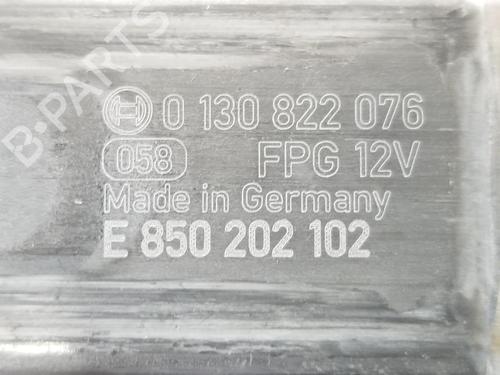 B-PARTS
0 130 822 076
058 FPG 12V
Made in Germany
E 850 202 102